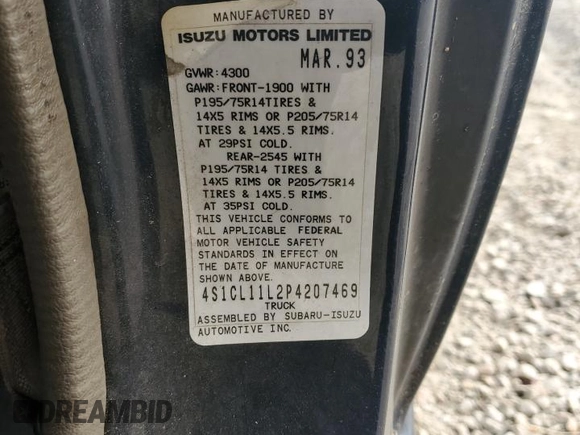 MANUFACTURED BY
ISUZU MOTORS LIMITED
MAR.93
GVWR:4300
GAWR:FRONT-1900 WITH
P195/75R14TIRES &
14X5 RIMS OR P205/75R14
TIRES & 14X5.5 RIMS.
AT 29PSI COLD.
REAR-2545 WITH
P195/75R14 TIRES &
14X5 RIMS OR P205/75R14
TIRES & 14X5.5 RIMS.
AT 35PSI COLD.
THIS VEHICLE CONFORMS TO
ALL APPLICABLE FEDERAL
MOTOR VEHICLE SAFETY
STANDARDS IN EFFECT ON
THE DATE OF MANUFACTURE
SHOWN ABOVE.
4S1CL11L2P4207469
TRUCK
ASSEMBLED BY SUBARU-ISUZU
AUTOMOTIVE INC.
DREAMBID